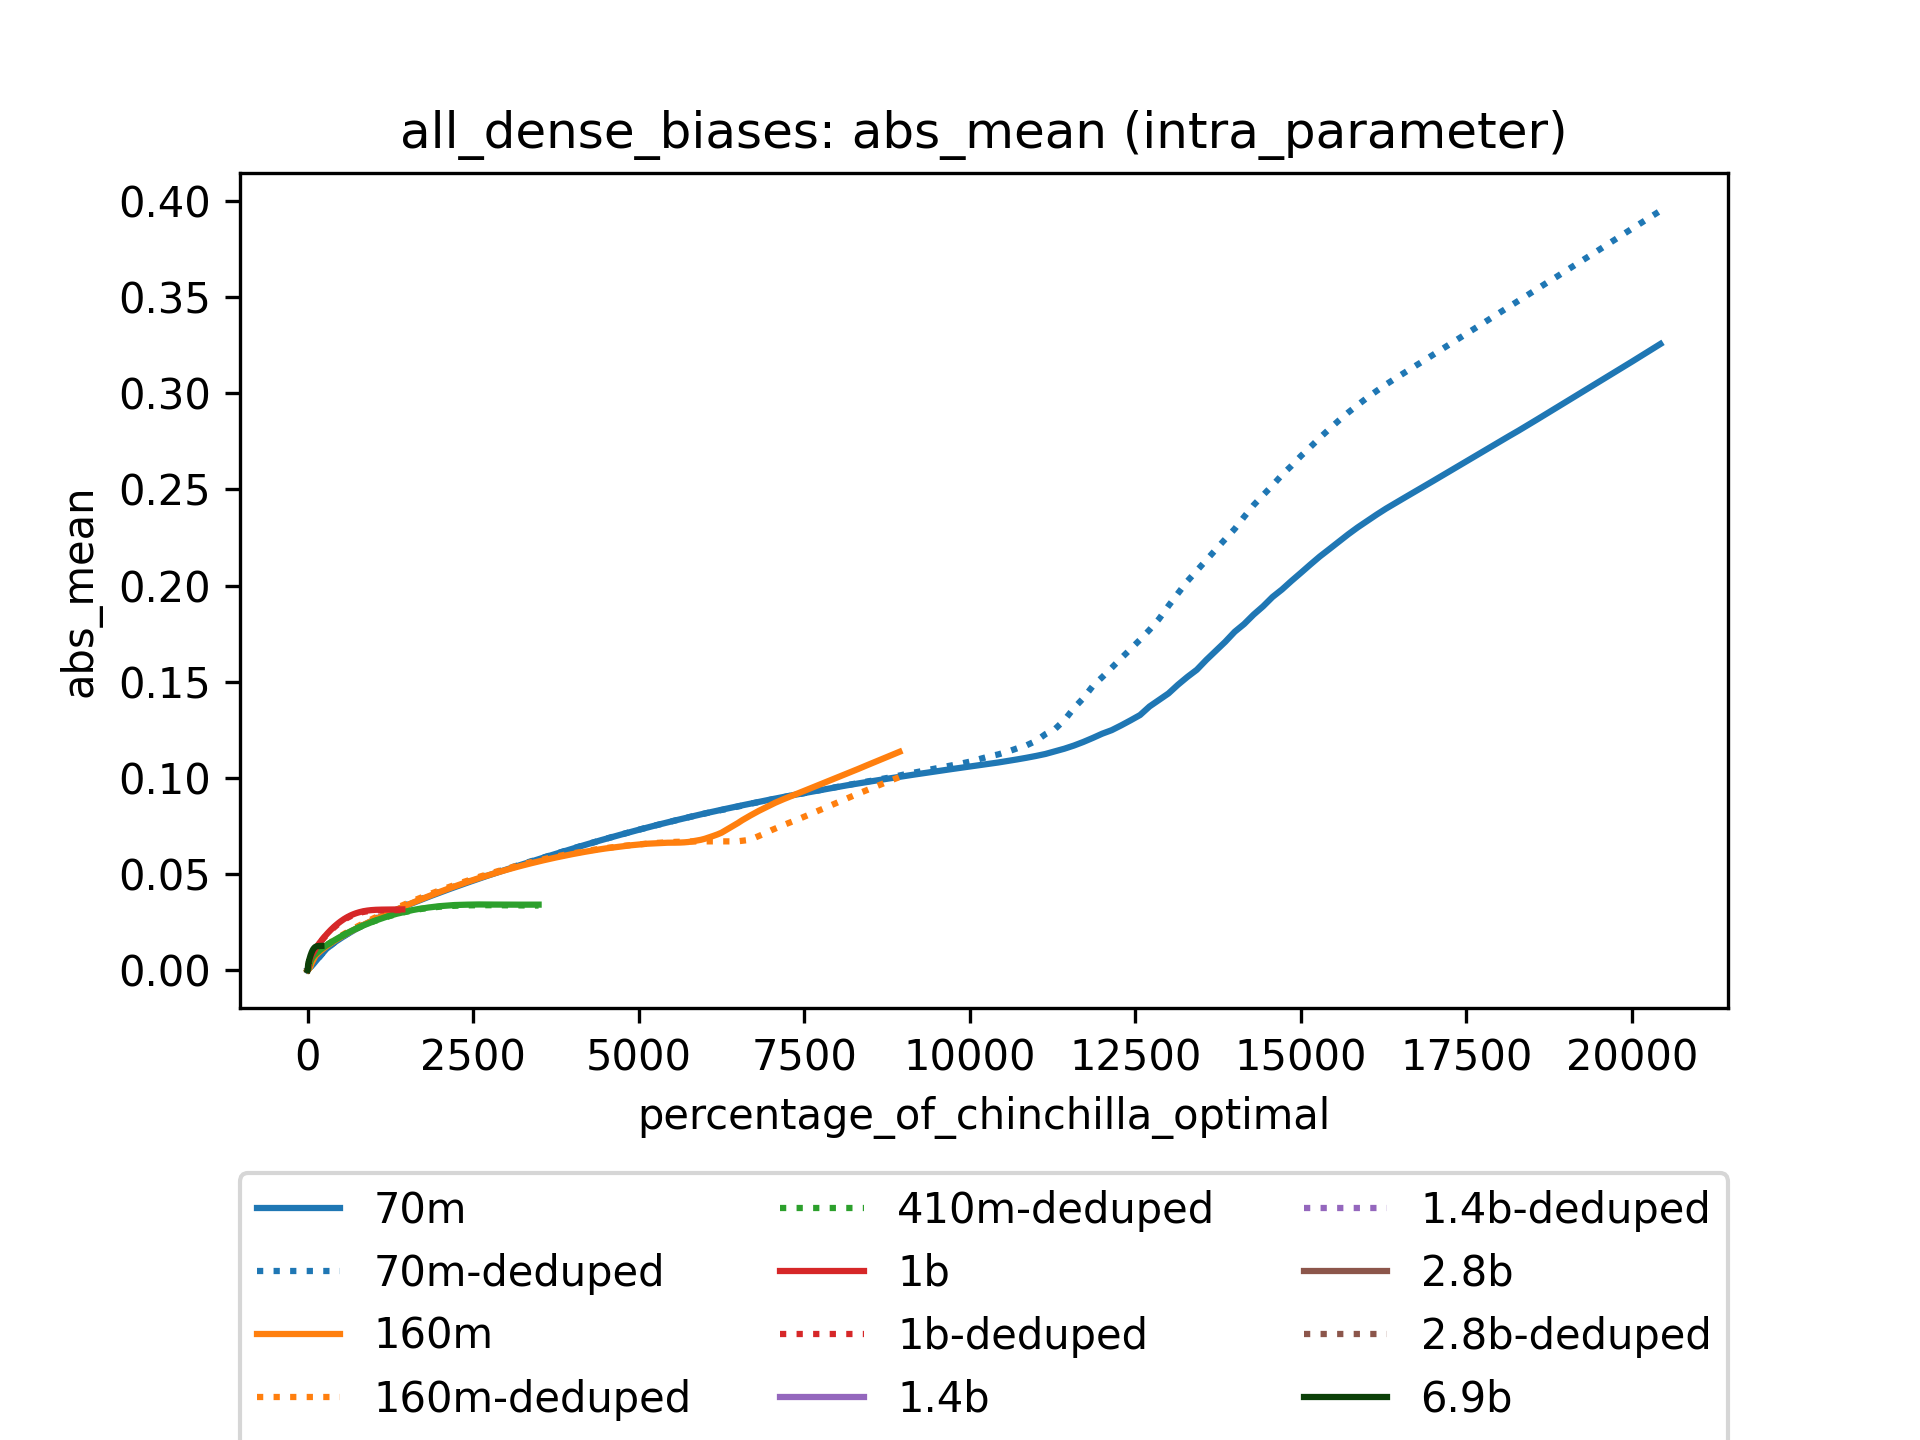 all_dense_biases: abs_mean (intra_parameter)
0.40
0.35
0.30
0.25
0.20
0.15
0.10
0.05
0.00
abs_mean
0 2500 5000 7500 10000 12500 15000 17500 20000
percentage_of_chinchilla_optimal
70m 410m-deduped 1.4b-deduped
70m-deduped 1b 2.8b
160m 1b-deduped 2.8b-deduped
160m-deduped 1.4b 6.9b